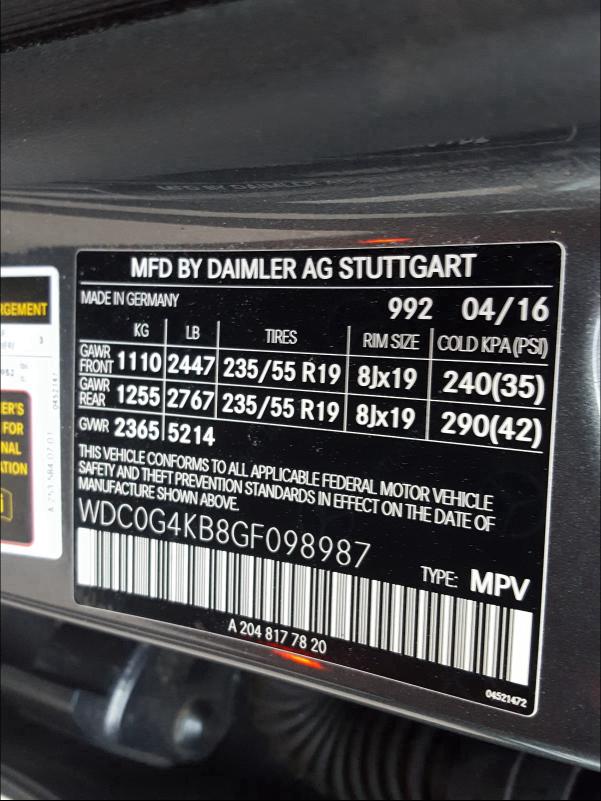 MFD BY DAIMLER AG STUTTGART
MADE IN GERMANY 992 04/16
KG LB TIRES RIM SIZE COLD KPA (PSI)
GAWR FRONT 1110 2447 235/55 R19 8Jx19 240(35)
GAWR REAR 1255 2767 235/55 R19 8Jx19 290(42)
GVWR 2365 5214
THIS VEHICLE CONFORMS TO ALL APPLICABLE FEDERAL MOTOR VEHICLE
SAFETY AND THEFT PREVENTION STANDARDS IN EFFECT ON THE DATE OF
MANUFACTURE SHOWN ABOVE.
WDC0G4KB8GF098987
TYPE: MPV
A 204 817 78 20
04521472
3
FOR